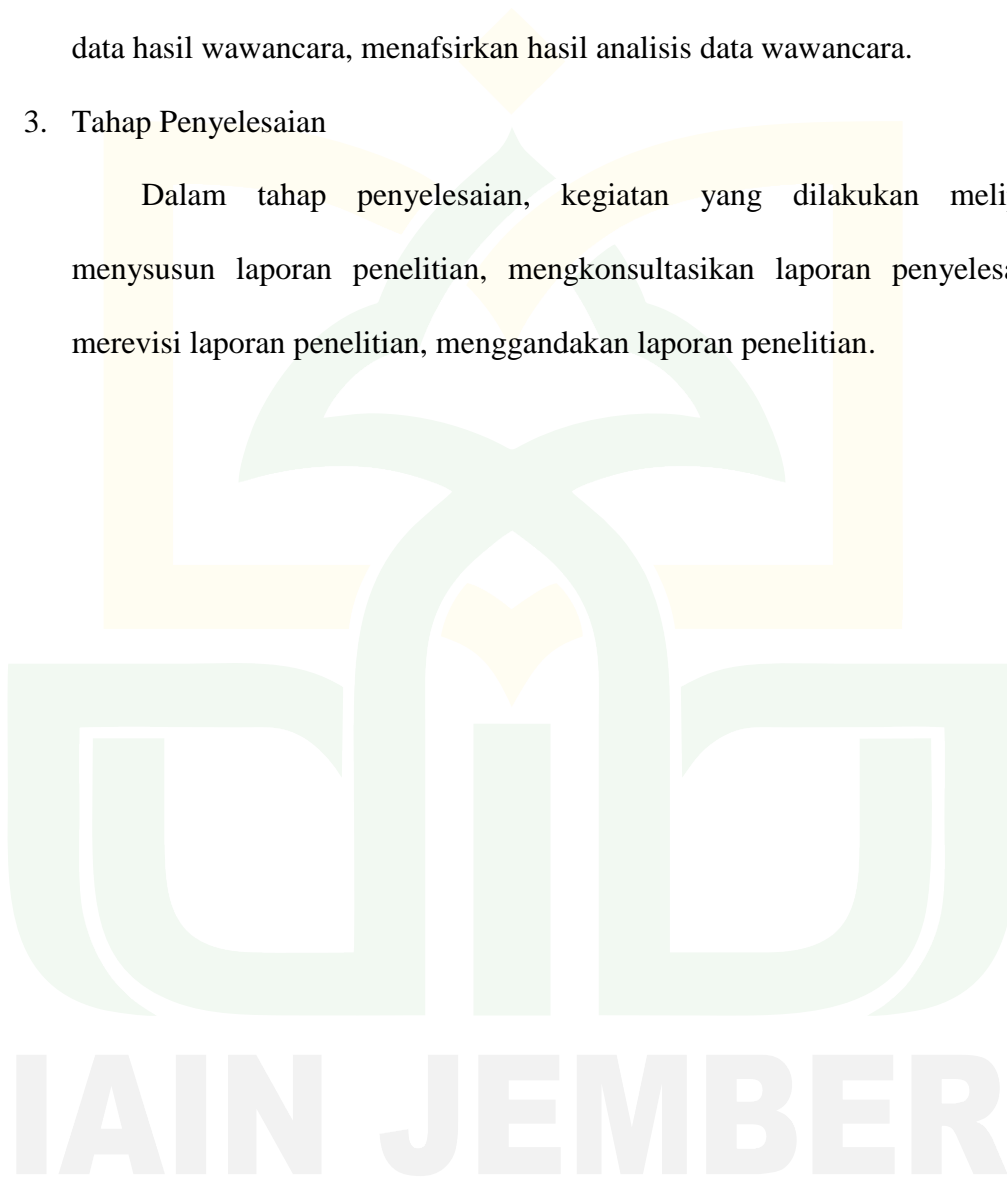 data hasil wawancara, menafsirkan hasil analisis data wawancara.
3. Tahap Penyelesaian
Dalam tahap penyelesaian, kegiatan yang dilakukan
menysusun laporan penelitian, mengkonsultasikan laporan
merevisi laporan penelitian, menggandakan laporan penelitian.
IAIN JEMBER